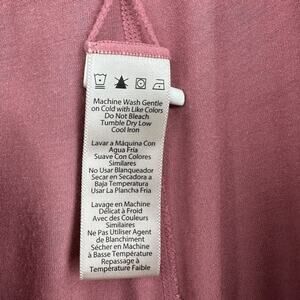 Machine Wash Gentle
on Cold with Like Colors
Do Not Bleach
Tumble Dry Low
Cool Iron
Lavar a Máquina Con
Agua Fría
Suave Con Colores
Similares
No Usar Blanqueador
Secar en Secadora a
Baja Temperatura
Usar La Plancha Fria
Lavage en Machine
Délicat à Froid
Avec des Couleurs
Similaires
Ne Pas Utiliser Agent
de Blanchiment
Sécher en Machine
à Basse Température
Repassage à
Température Faible